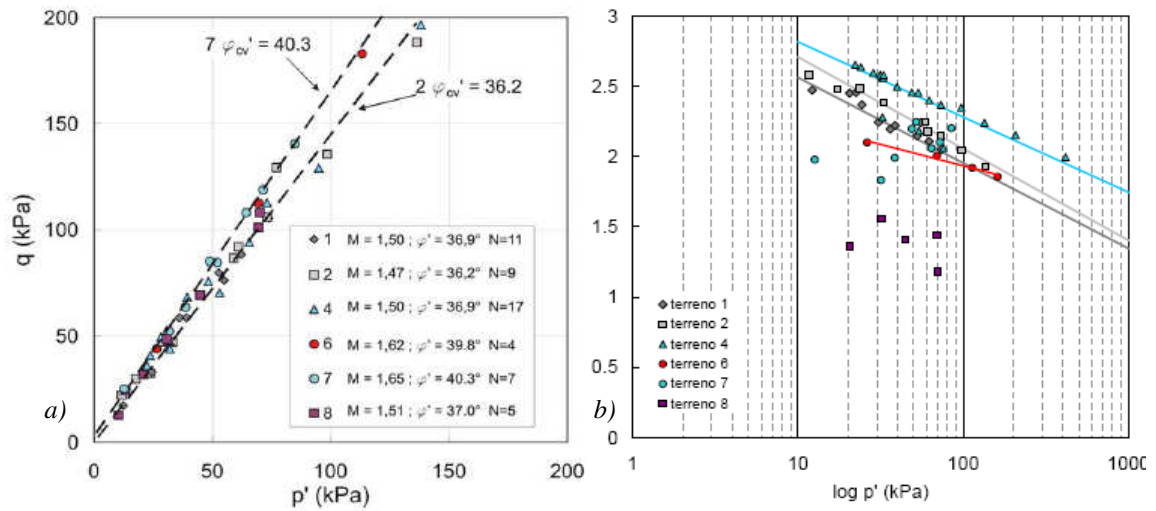 200
150
100
50
0
q (kPa)
7 φcv' = 40.3
2 φcv' = 36.2
1 M = 1,50 ; φ' = 36,9° N=11
2 M = 1,47 ; φ' = 36,2° N=9
4 M = 1,50 ; φ' = 36,9° N=17
6 M = 1,62 ; φ' = 39.8° N=4
7 M = 1,65 ; φ' = 40.3° N=7
8 M = 1,51 ; φ' = 37.0° N=5
a)
0 50 100 150 200
p' (kPa)
3
2.5
2
1.5
1
0.5
0
terreno 1
terreno 2
terreno 4
terreno 6
terreno 7
terreno 8
b)
1 10 100 1000
log p' (kPa)